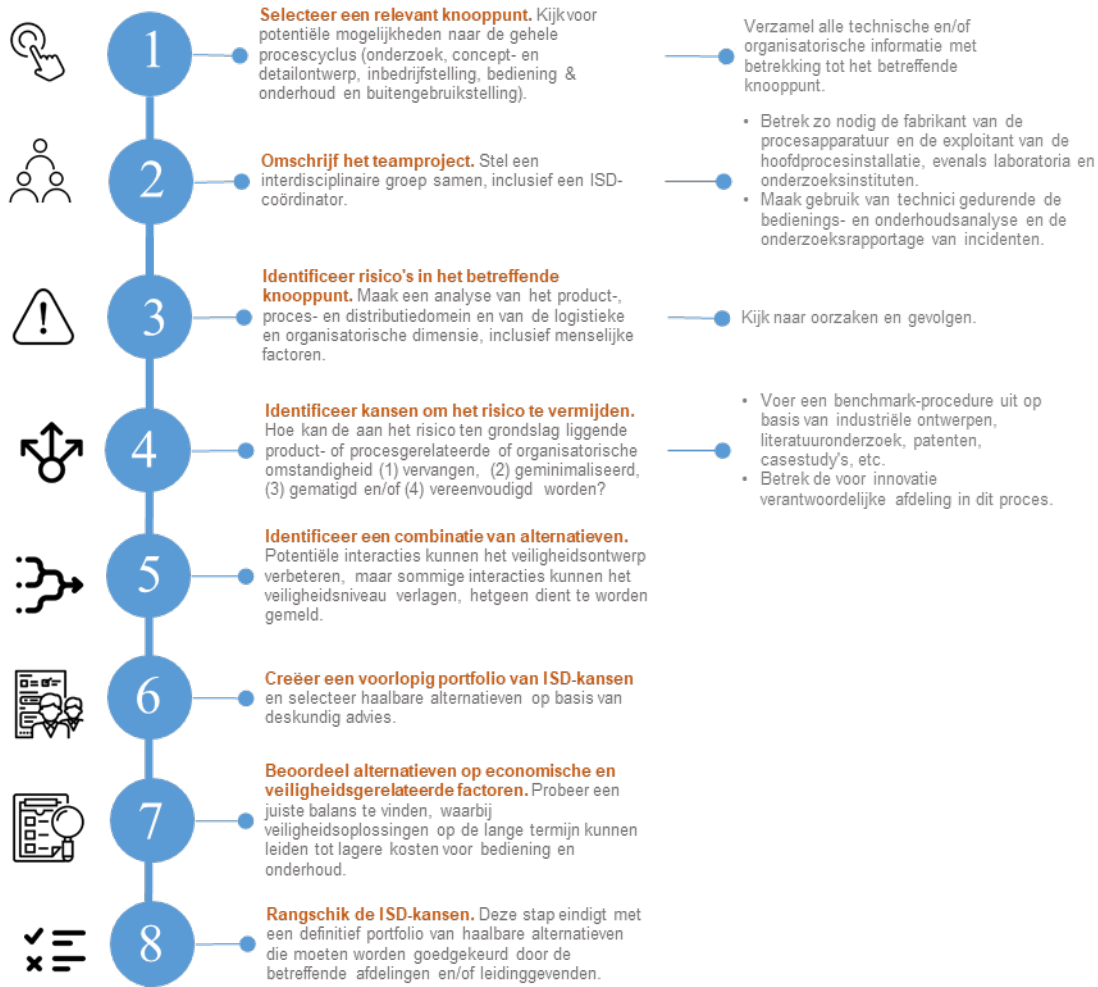 1
Selecteer een relevant knooppunt. Kijk voor
potentiële mogelijkheden naar de gehele
procescyclus (onderzoek, concept- en
detailontwerp, inbedrijfstelling, bediening &
onderhoud en buitengebruikstelling).
Verzamel alle technische en/of
organisatorische informatie met
betrekking tot het betreffende
knooppunt.
2
Omschrijf het teamproject. Stel een
interdisciplinaire groep samen, inclusief een ISD-
coördinator.
• Betrek zo nodig de fabrikant van de
procesapparatuur en de exploitant van de
hoofdprocesinstallatie, evenals laboratoria en
onderzoeksinstituten.
• Maak gebruik van technici gedurende de
bedienings- en onderhoudsanalyse en de
onderzoeksrapportage van incidenten.
3
Identificeer risico's in het betreffende
knooppunt. Maak een analyse van het product-,
proces- en distributiedomein en van de logistieke
en organisatorische dimensie, inclusief menselijke
factoren.
Kijk naar oorzaken en gevolgen.
4
Identificeer kansen om het risico te vermijden.
Hoe kan de aan het risico ten grondslag liggende
product- of procesgerelateerde of organisatorische
omstandigheid (1) vervangen, (2) geminimaliseerd,
(3) gematigd en/of (4) vereenvoudigd worden?
• Voer een benchmark-procedure uit op
basis van industriële ontwerpen,
literatuuronderzoek, patenten,
casestudy's, etc.
• Betrek de voor innovatie
verantwoordelijke afdeling in dit proces.
5
Identificeer een combinatie van alternatieven.
Potentiële interacties kunnen het veiligheidsontwerp
verbeteren, maar sommige interacties kunnen het
veiligheidsniveau verlagen, hetgeen dient te worden
gemeld.
6
Creëer een voorlopig portfolio van ISD-kansen
en selecteer haalbare alternatieven op basis van
deskundig advies.
7
Beoordeel alternatieven op economische en
veiligheidsgerelateerde factoren. Probeer een
juiste balans te vinden, waarbij
veiligheidsoplossingen op de lange termijn kunnen
leiden tot lagere kosten voor bediening en
onderhoud.
8
Rangschik de ISD-kansen. Deze stap eindigt met
een definitief portfolio van haalbare alternatieven
die moeten worden goedgekeurd door de
betreffende afdelingen en/of leidinggevenden.